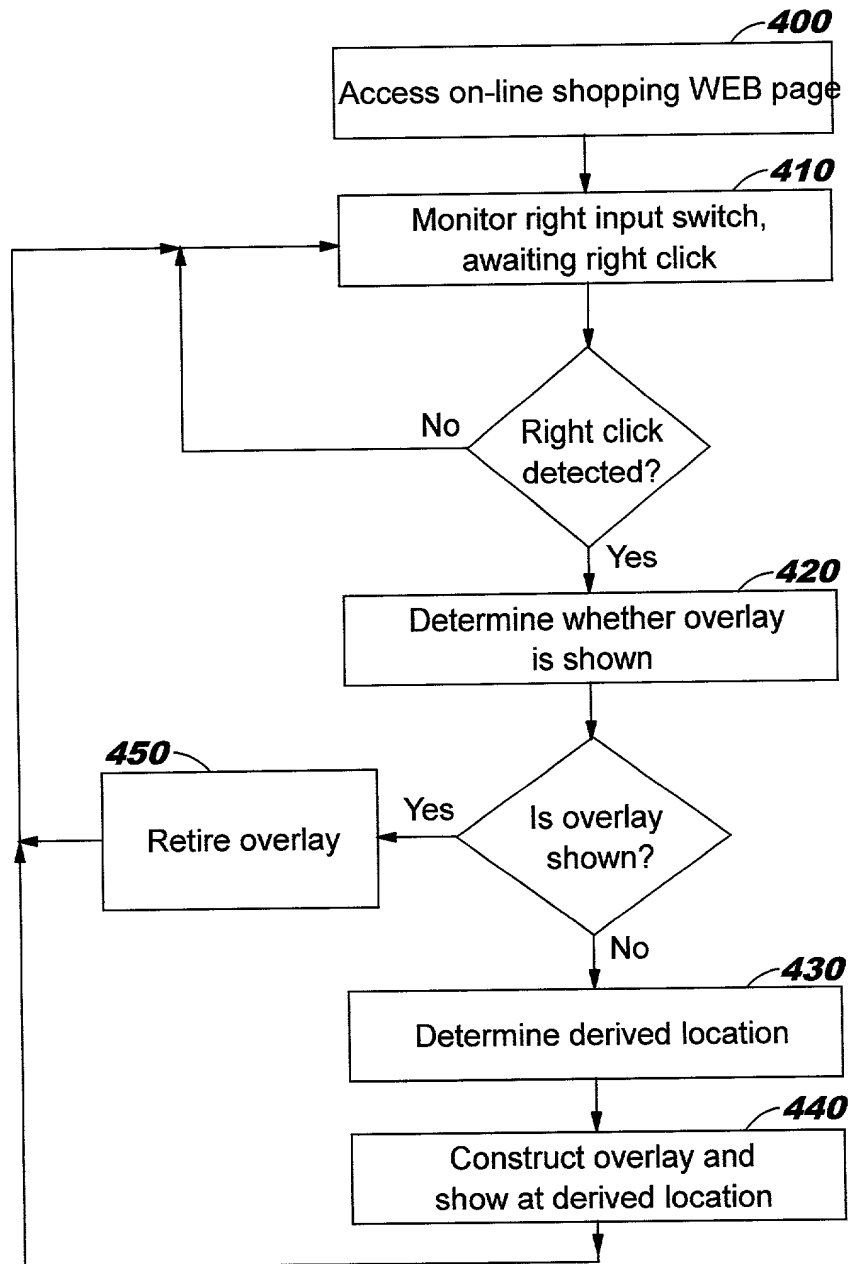 400
Access on-line shopping WEB page
410
Monitor right input switch,
awaiting right click
No
Right click
detected?
Yes
420
Determine whether overlay
is shown
450
Retire overlay
Yes
Is overlay
shown?
No
430
Determine derived location
440
Construct overlay and
show at derived location